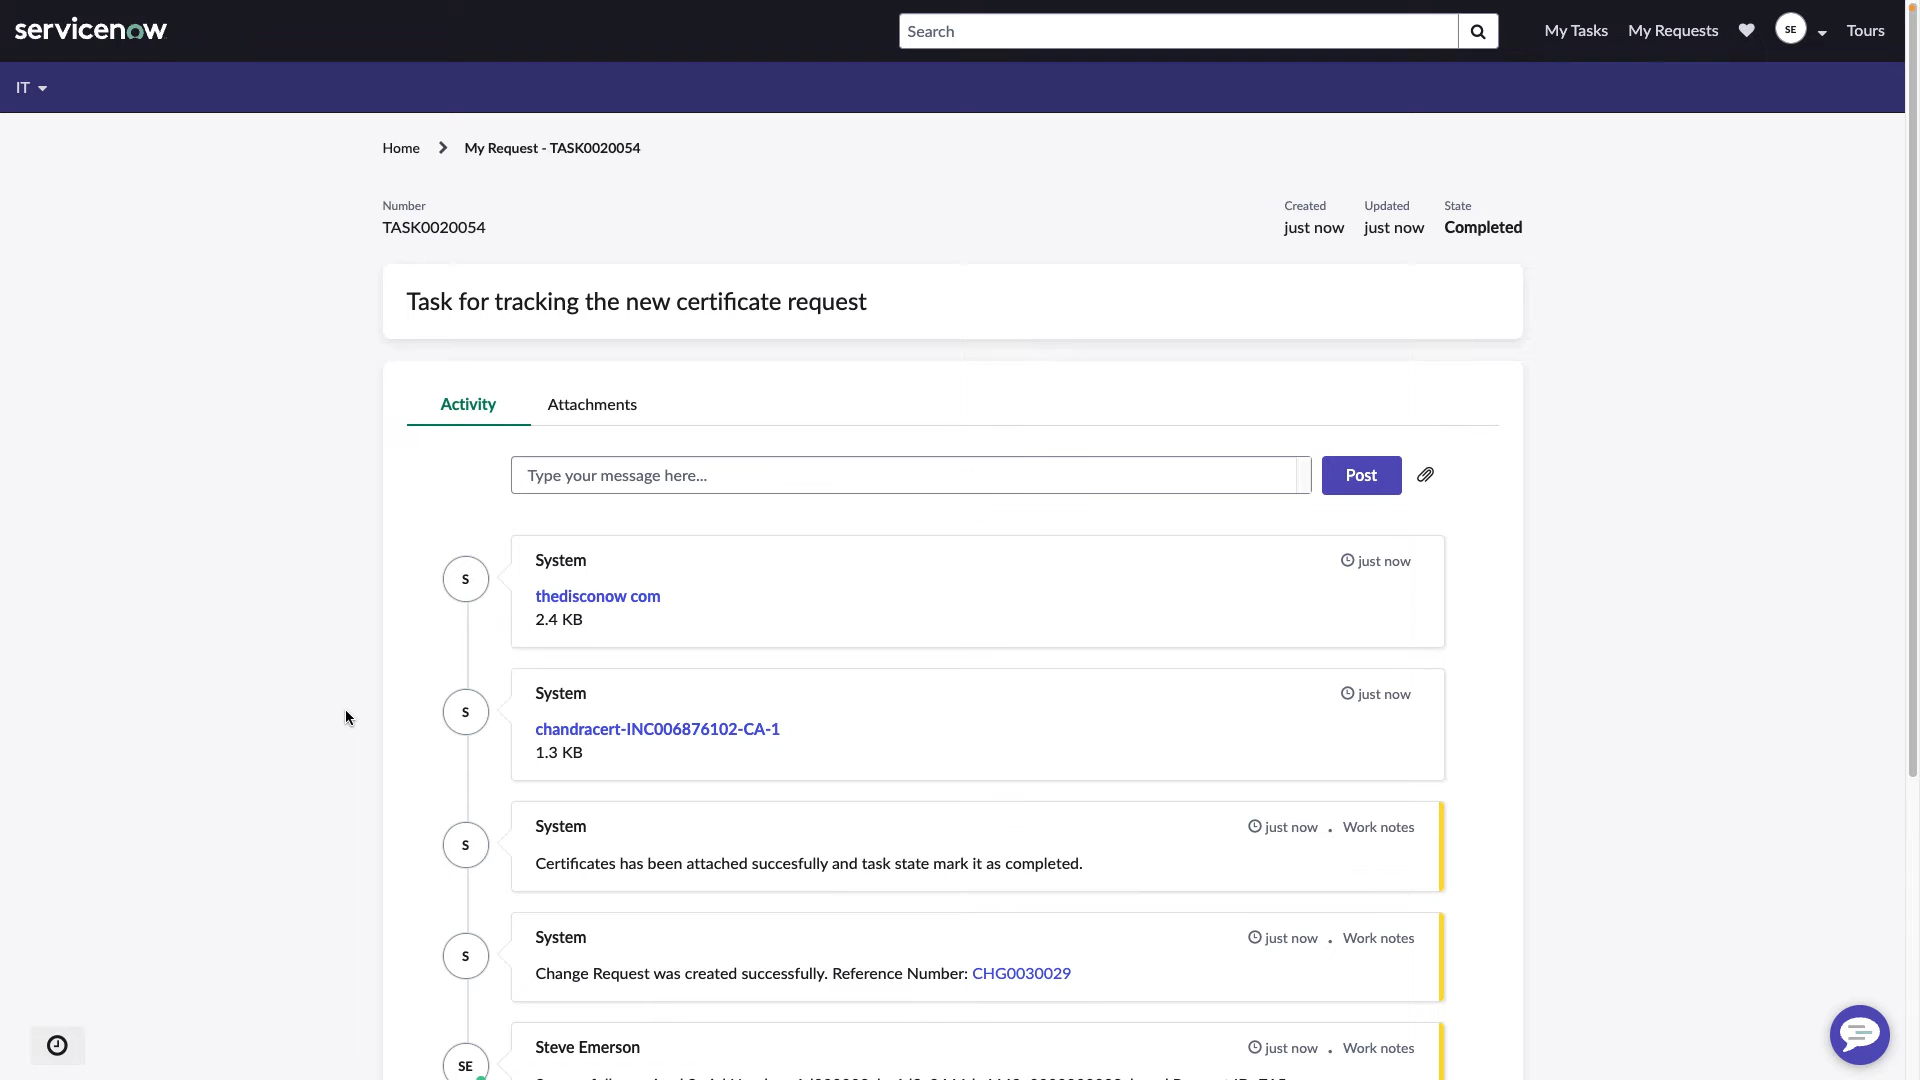 servicenow
Search
My Tasks
My Requests
SE
Tours
IT
Home
My Request - TASK0020054
Number
TASK0020054
Created
just now
Updated
just now
State
Completed
Task for tracking the new certificate request
Activity
Attachments
Type your message here...
Post
S
System
just now
thedisconow com
2.4 KB
S
System
just now
chandracert-INC006876102-CA-1
1.3 KB
S
System
just now . Work notes
Certificates has been attached succesfully and task state mark it as completed.
S
System
just now . Work notes
Change Request was created successfully. Reference Number: CHG0030029
SE
Steve Emerson
just now . Work notes